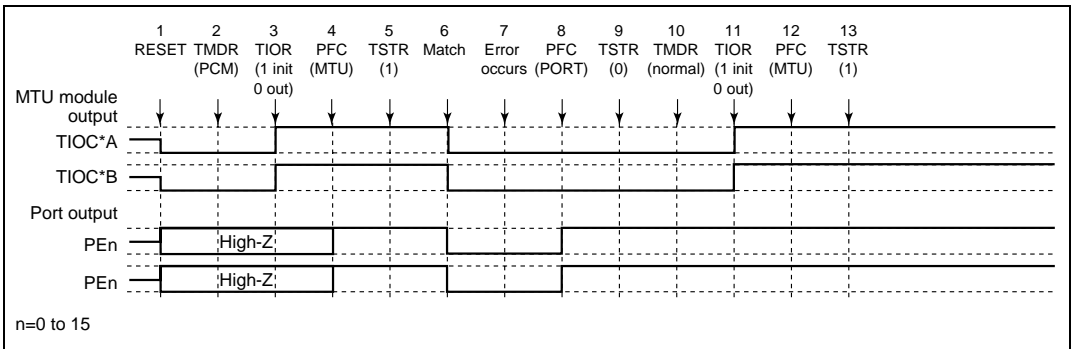 1 2 3 4 5 6 7 8 9 10 11 12 13
RESET TMDR TIOR PFC TSTR Match Error PFC TSTR TMDR TIOR PFC TSTR
(PCM) (1 init (MTU) (1) occurs (PORT) (0) (normal) (1 init (MTU) (1)
0 out) 0 out)
MTU module
output
TIOC*A
TIOC*B
Port output
PEn High-Z
PEn High-Z
n=0 to 15